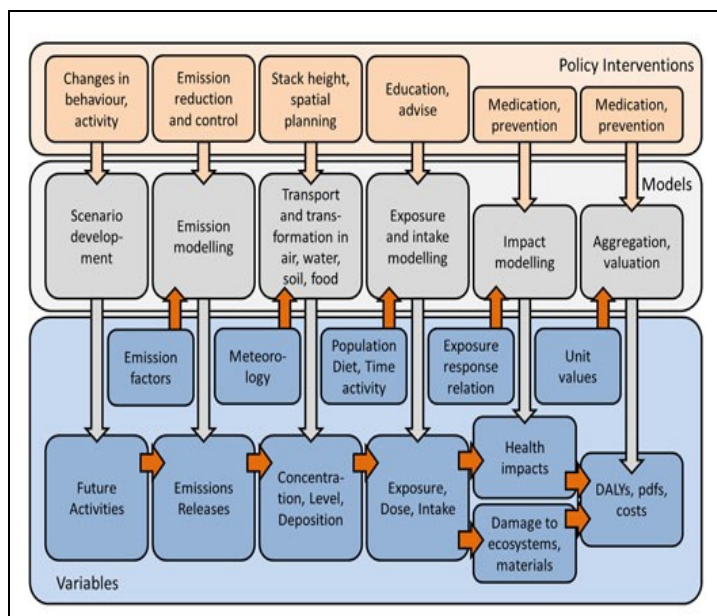 Policy Interventions
Changes in
behaviour,
activity
Emission
reduction
and control
Stack height,
spatial
planning
Education,
advise
Medication,
prevention
Medication,
prevention
Models
Scenario
develop-
ment
Emission
modelling
Transport
and trans-
formation in
air, water,
soil, food
Exposure
and intake
modelling
Impact
modelling
Aggregation,
valuation
Emission
factors
Meteoro-
logy
Population
Diet, Time
activity
Exposure
response
relation
Unit
values
Future
Activities
Emissions
Releases
Concentra-
tion, Level,
Deposition
Exposure,
Dose, Intake
Health
impacts
Damage to
ecosystems,
materials
DALYs, pdfs,
costs
Variables